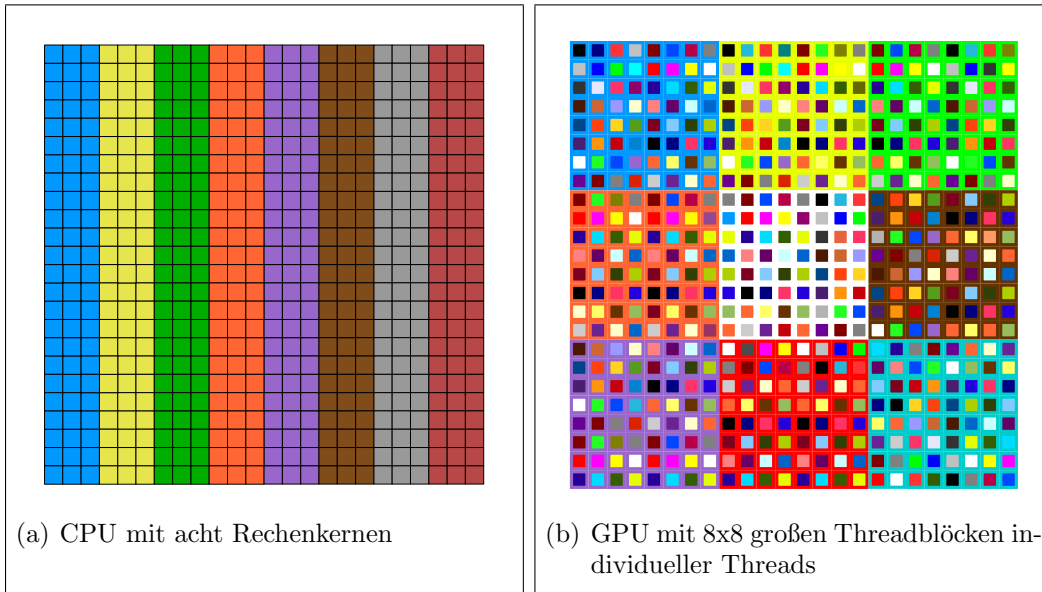 (a) CPU mit acht Rechenkernen
(b) GPU mit 8x8 großen Threadblöcken in-
dividueller Threads